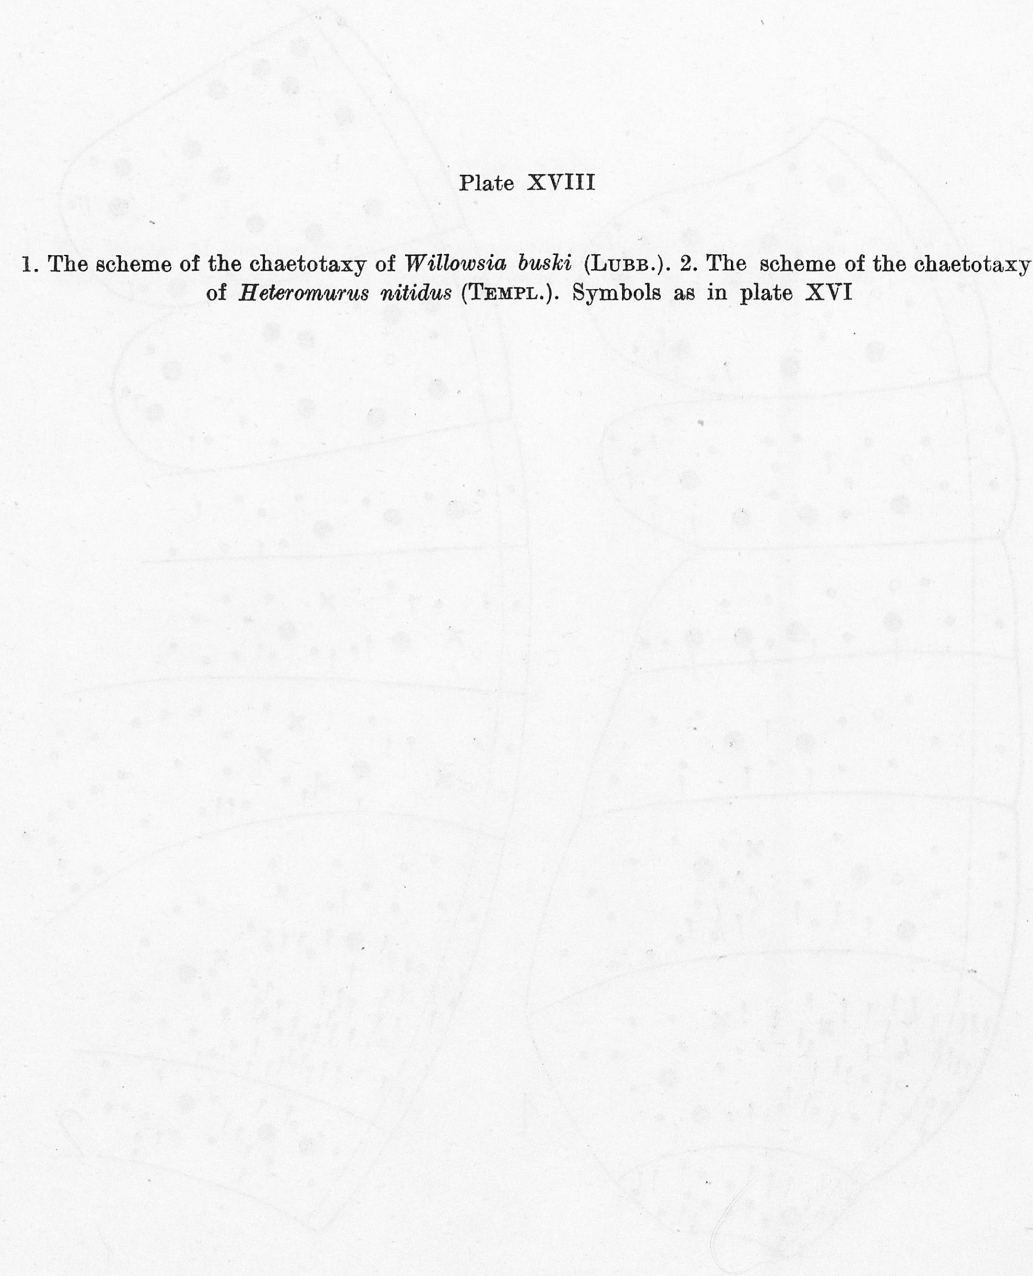 Plate XVIII
1. The scheme of the chaetotaxy of Willowsia buski (LUBB.). 2. The scheme of the chaetotaxy
of Heteromurus nitidus (TEMPL.). Symbols as in plate XVI